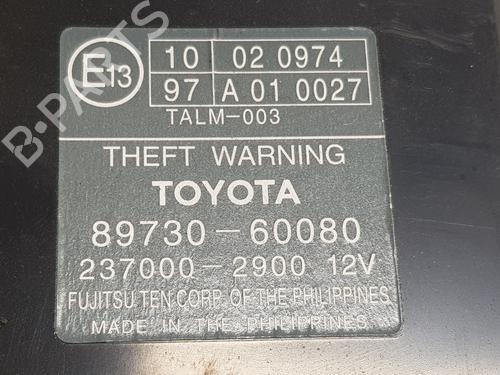 E13
10 02 0974
97 A 01 0027
TALM-003
THEFT WARNING
TOYOTA
89730-60080
237000-2900 12V
FUJITSU TEN CORP. OF THE PHILIPPINES
MADE IN THE PHILIPPINES
B-PARTS